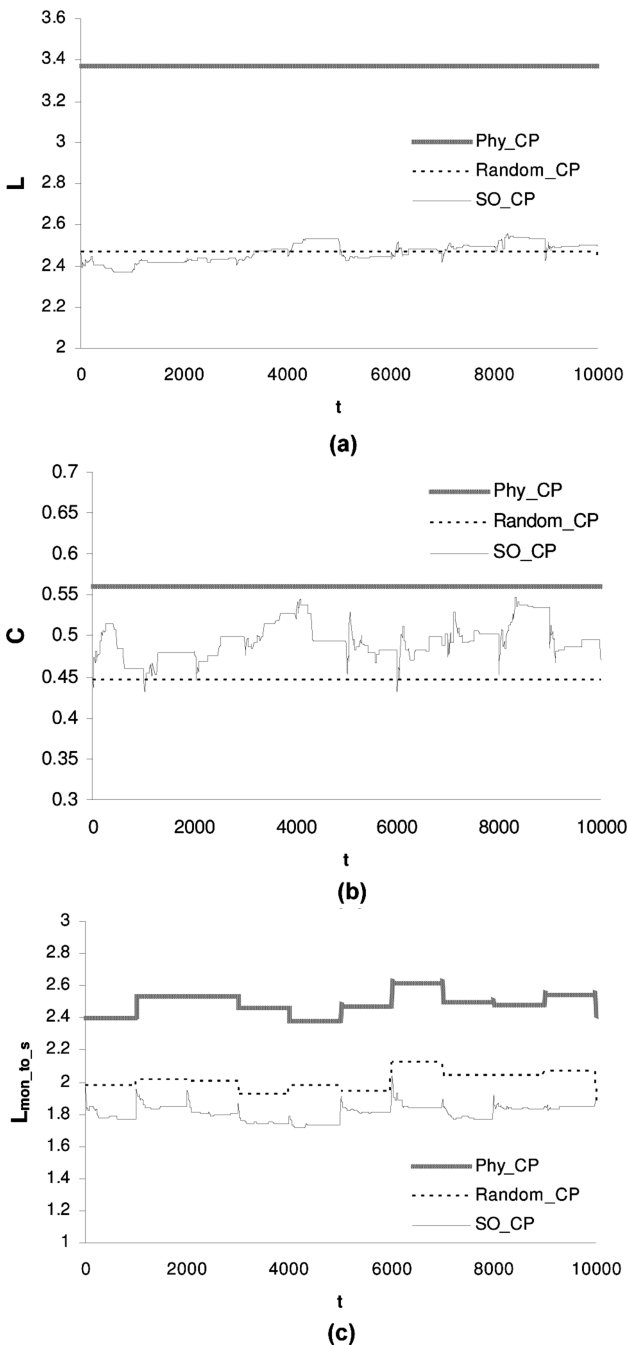 3.6
3.4
3.2
3
2.8
2.6
2.4
2.2
2
L
Phy_CP
Random_CP
SO_CP
0 2000 4000 6000 8000 10000
t
(a)
0.7
0.65
0.6
0.55
0.5
0.45
0.4
0.35
0.3
C
Phy_CP
Random_CP
SO_CP
0 2000 4000 6000 8000 10000
t
(b)
3
2.8
2.6
2.4
2.2
2
1.8
1.6
1.4
1.2
1
Lmon_to_s
Phy_CP
Random_CP
SO_CP
0 2000 4000 6000 8000 10000
t
(c)